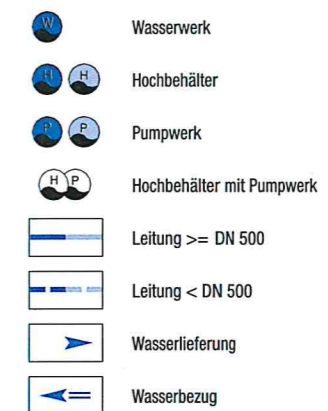 W Wasserwerk
H H Hochbehälter
P P Pumpwerk
H P Hochbehälter mit Pumpwerk
Leitung >= DN 500
Leitung < DN 500
Wasserlieferung
Wasserbezug